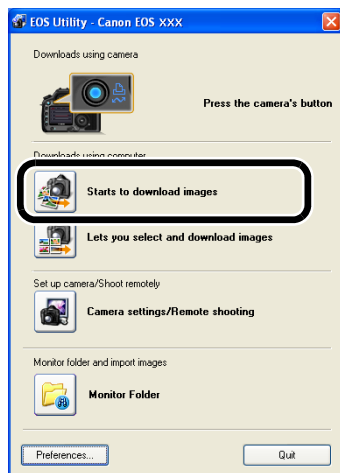 EOS Utility - Canon EOS XXX
Downloads using camera
Press the camera's button
Downloads using computer
Starts to download images
Lets you select and download images
Set up camera/Shoot remotely
Camera settings/Remote shooting
Monitor folder and import images
Monitor Folder
Preferences...
Quit